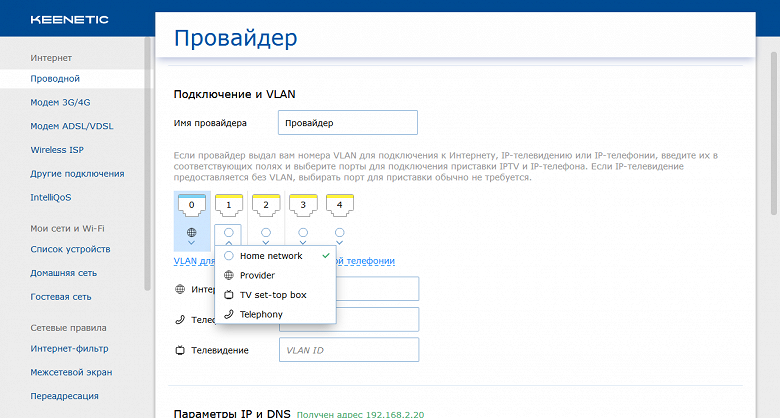 KEENETIC
Интернет
Проводной
Модем 3G/4G
Модем ADSL/VDSL
Wireless ISP
Другие подключения
IntelliQoS
Мои сети и Wi-Fi
Список устройств
Домашняя сеть
Гостевая сеть
Сетевые правила
Интернет-фильтр
Межсетевой экран
Переадресация
Провайдер
Подключение и VLAN
Имя провайдера Провайдер
Если провайдер выдал вам номера VLAN для подключения к Интернету, IP-телевидению или IP-телефонии, введите их в
соответствующих полях и выберите порты для подключения приставки IPTV и IP-телефона. Если IP-телевидение
предоставляется без VLAN, выбирать порт для приставки обычно не требуется.
0 1 2 3 4
VLAN для ой телефонии
Home network
Provider
TV set-top box
Telephony
Инте
Теле
Телевидение VLAN ID
Параметры IP и DNS Получен адрес 192.168.2.20